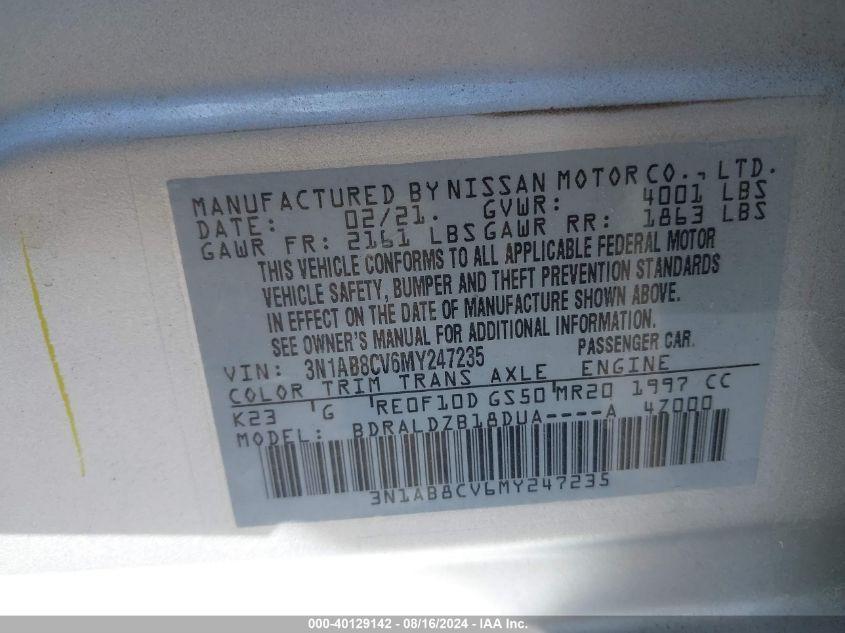 MANUFACTURED BY NISSAN MOTOR CO., LTD.
DATE: 02/21. GVWR: 4001 LBS
GAWR FR: 2161 LBS GAWR RR: 1863 LBS
THIS VEHICLE CONFORMS TO ALL APPLICABLE FEDERAL MOTOR
VEHICLE SAFETY, BUMPER AND THEFT PREVENTION STANDARDS
IN EFFECT ON THE DATE OF MANUFACTURE SHOWN ABOVE.
SEE OWNER'S MANUAL FOR ADDITIONAL INFORMATION.
VIN: 3N1AB8CV6MY247235 PASSENGER CAR.
COLOR TRIM TRANS AXLE ENGINE
K23 G RE0F10D GS50 MR20 1997 CC
MODEL: BDRALDZB18DUA----A 4Z000
3N1AB8CV6MY247235
000-40129142 - 08/16/2024 - IAA Inc.